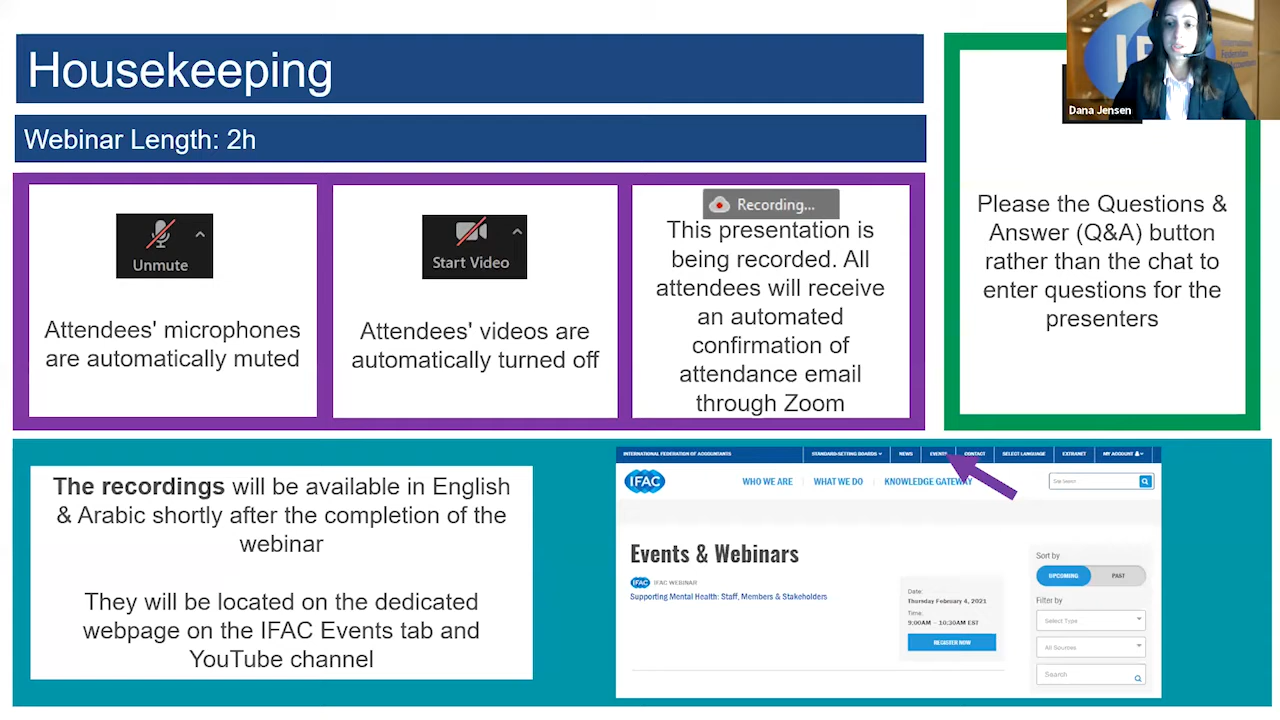 Housekeeping
Webinar Length: 2h
Unmute
Attendees' microphones
are automatically muted
Start Video
Attendees' videos are
automatically turned off
Recording...
This presentation is
being recorded. All
attendees will receive
an automated
confirmation of
attendance email
through Zoom
Dana Jensen
Please the Questions &
Answer (Q&A) button
rather than the chat to
enter questions for the
presenters
The recordings will be available in English
& Arabic shortly after the completion of the
webinar
They will be located on the dedicated
webpage on the IFAC Events tab and
YouTube channel
INTERNATIONAL FEDERATION OF ACCOUNTANTS
STANDARD-SETTING BOARDS
NEWS
EVENTS
CONTACT
SELECT LANGUAGE
EXTRANET
MY ACCOUNT
IFAC
WHO WE ARE
WHAT WE DO
KNOWLEDGE GATEWAY
Site Search
Events & Webinars
IFAC IFAC WEBINAR
Supporting Mental Health: Staff, Members & Stakeholders
Date:
Thursday February 4, 2021
Time:
9:00AM – 10:30AM EST
REGISTER NOW
Sort by
UPCOMING
PAST
Filter by
Select Type
All Sources
Search